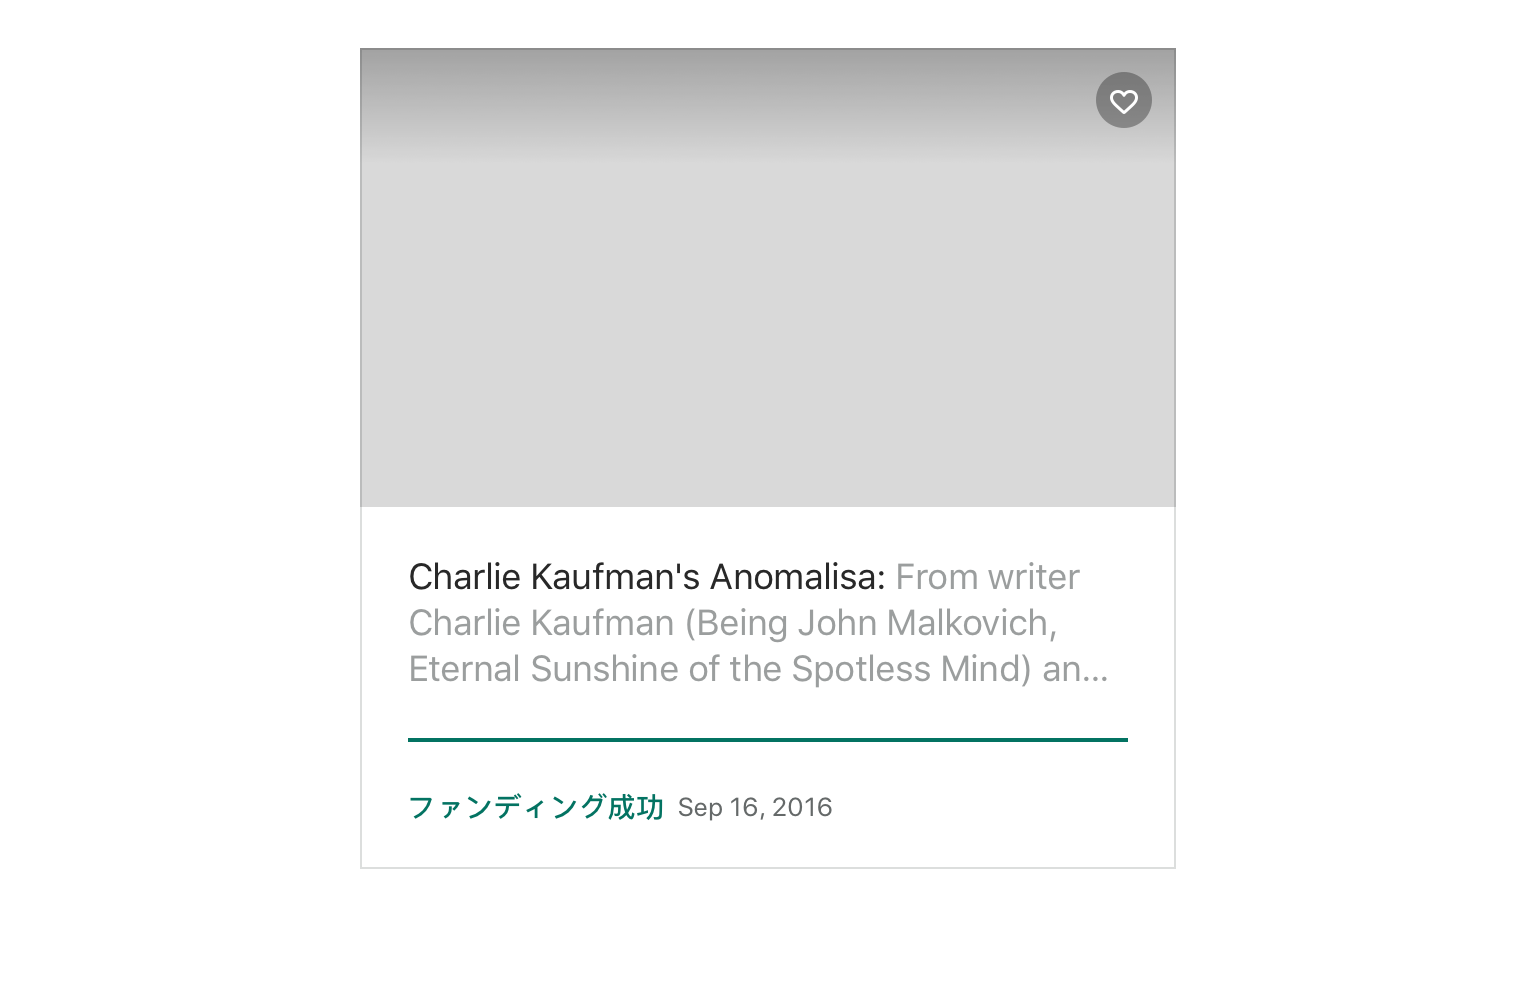 Charlie Kaufman's Anomalisa: From writer
Charlie Kaufman (Being John Malkovich,
Eternal Sunshine of the Spotless Mind) an…
ファンディング成功 Sep 16, 2016